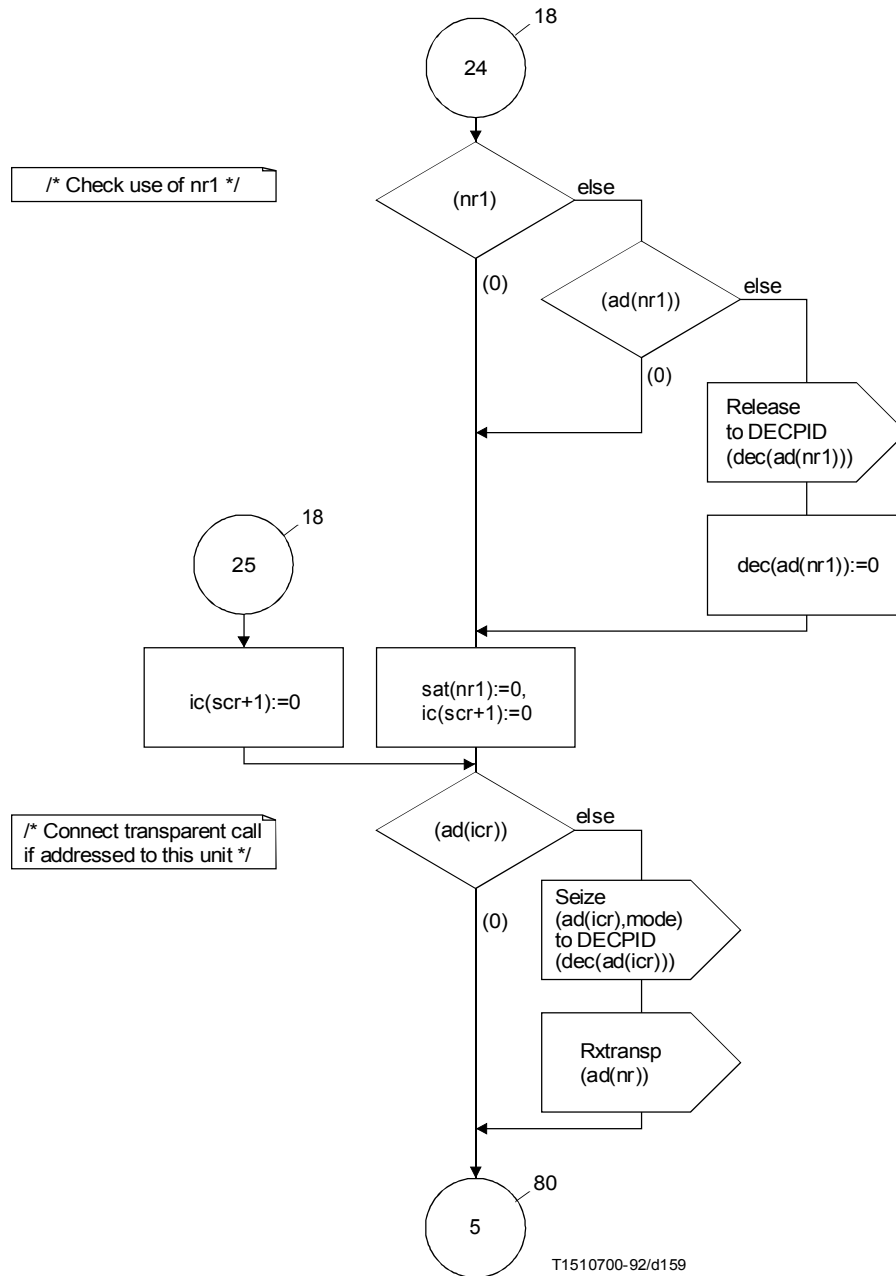 18
24
/* Check use of nr1 */
(nr1)
else
(0)
(ad(nr1))
else
(0)
Release
to DECPID
(dec(ad(nr1)))
18
25
dec(ad(nr1)):=0
ic(scr+1):=0
sat(nr1):=0,
ic(scr+1):=0
/* Connect transparent call
if addressed to this unit */
(ad(icr))
else
(0)
Seize
(ad(icr),mode)
to DECPID
(dec(ad(icr)))
Rxtransp
(ad(nr))
80
5
T1510700-92/d159